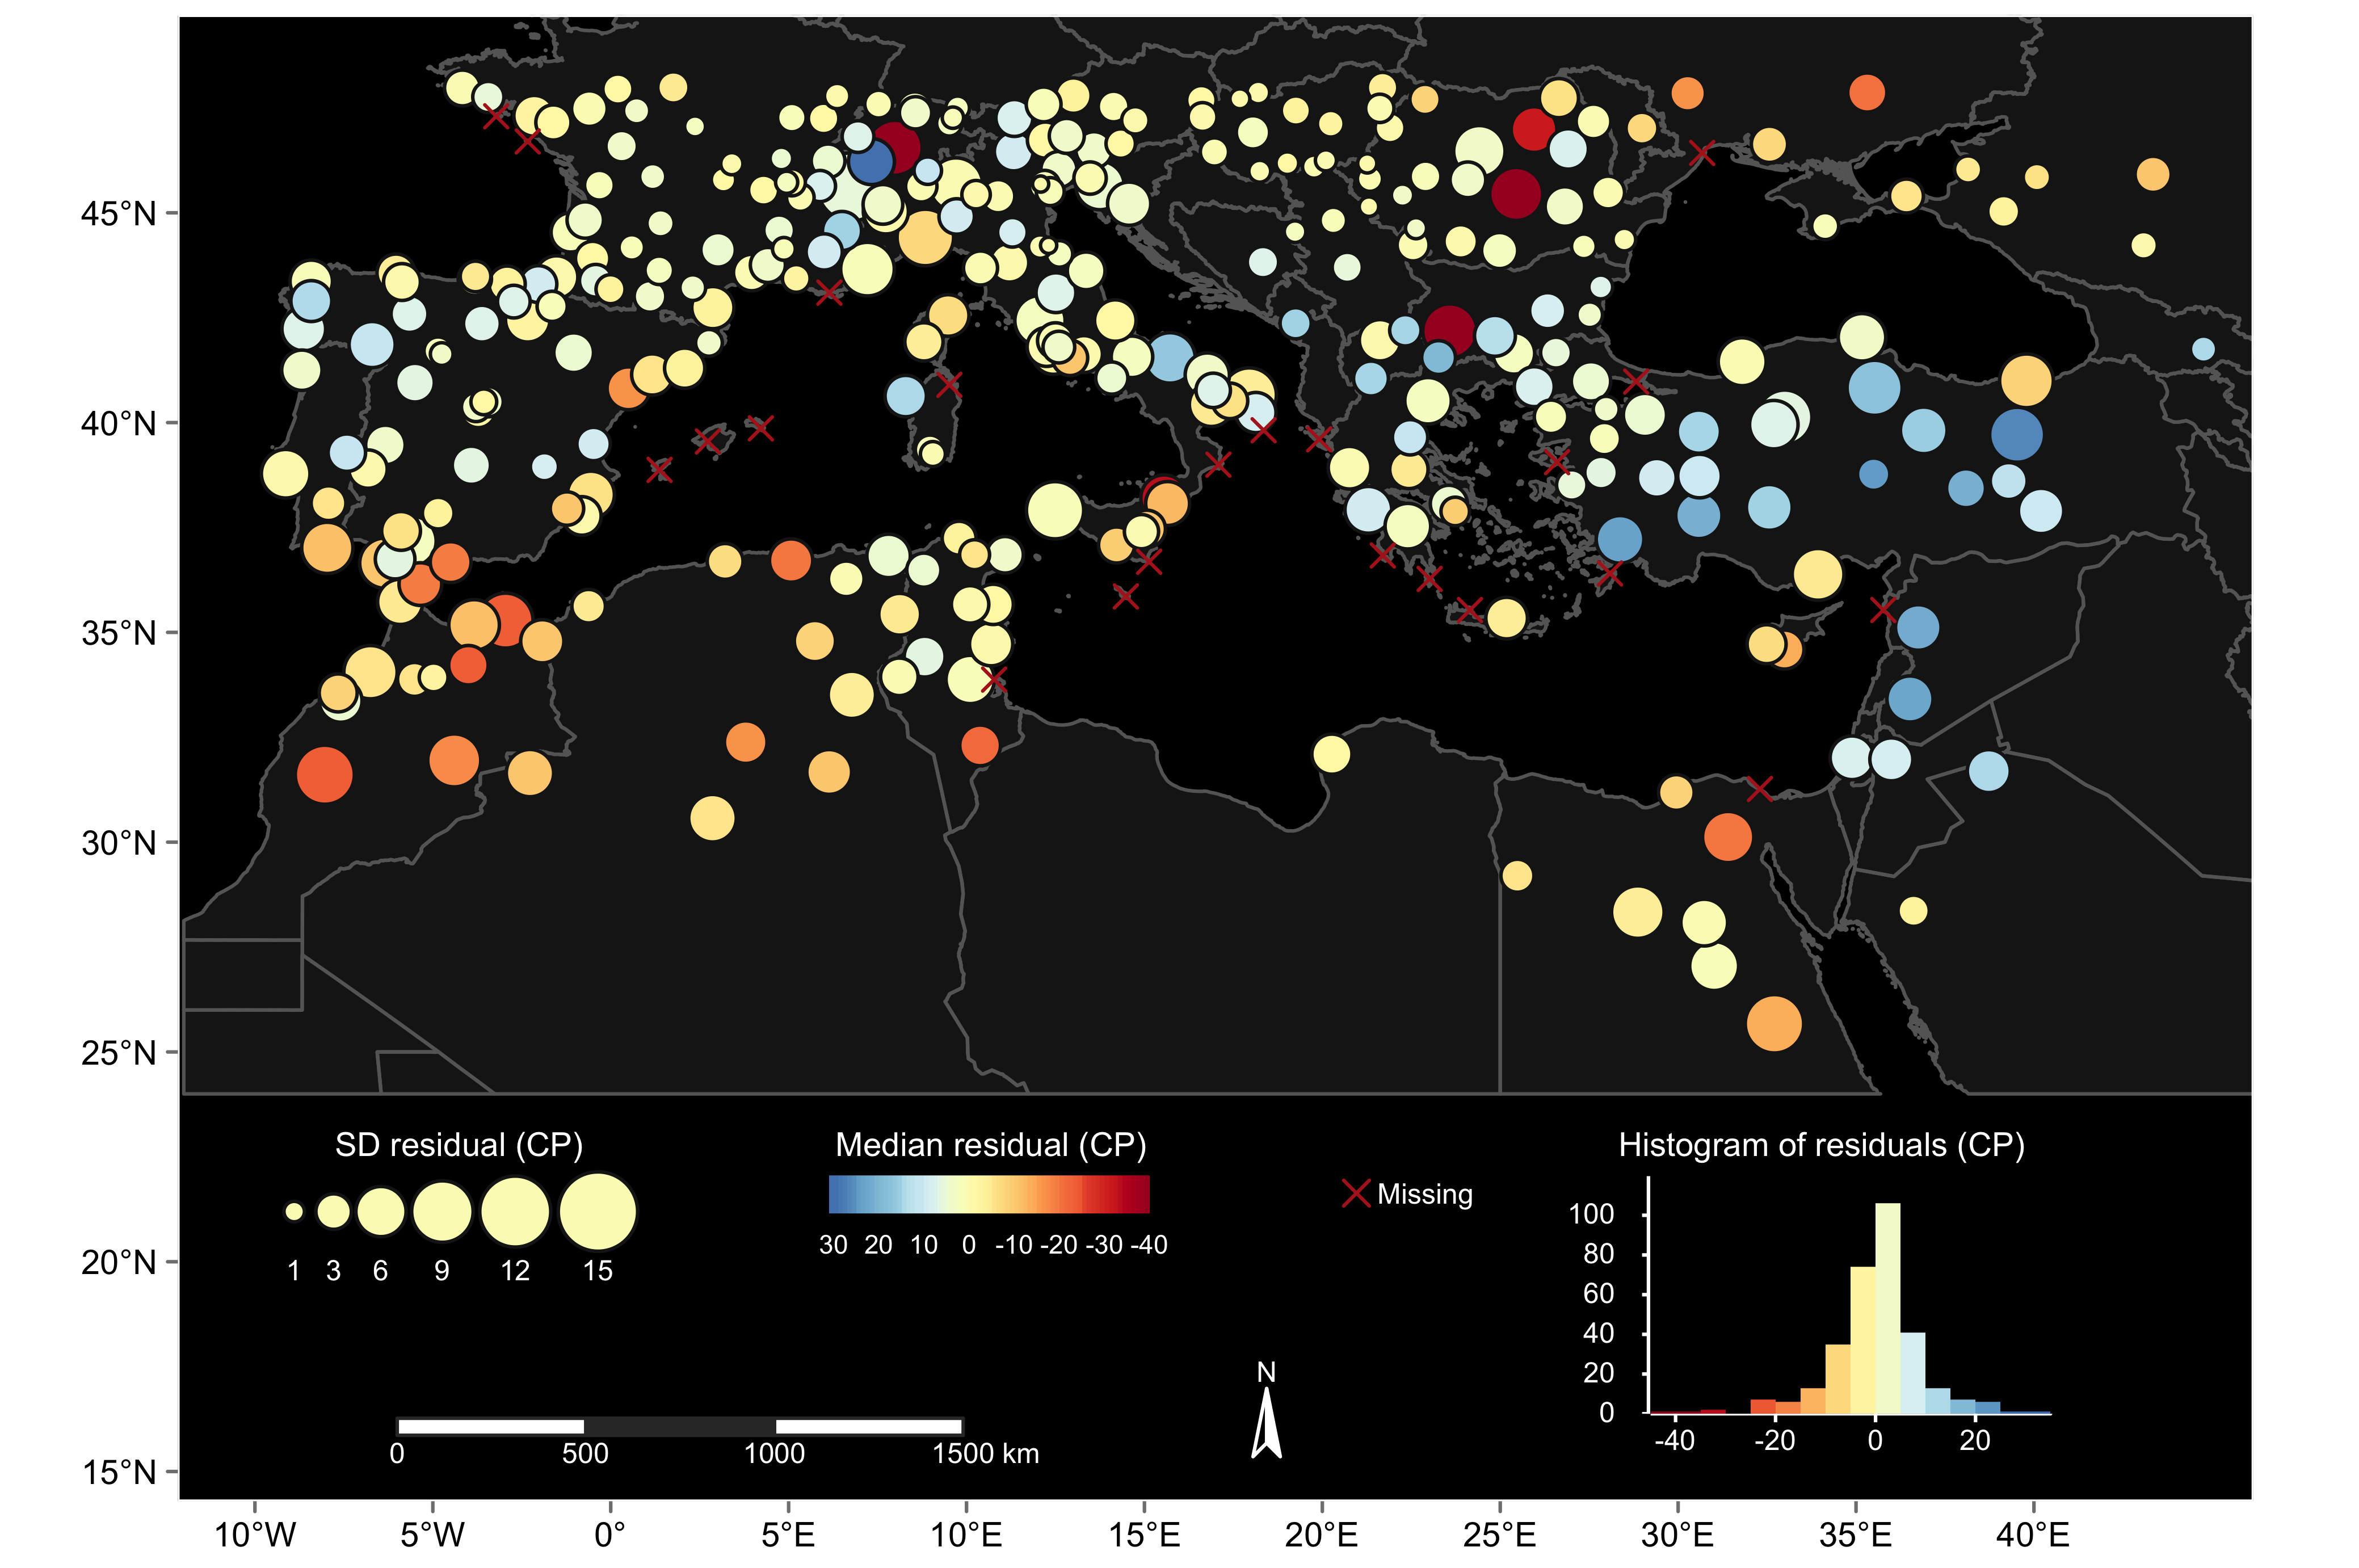 45°N
40°N
35°N
30°N
25°N
20°N
15°N
SD residual (CP)
1 3 6 9 12 15
Median residual (CP)
30 20 10 0 -10 -20 -30 -40
Missing
Histogram of residuals (CP)
100
80
60
40
20
0
-40 -20 0 20
N
0 500 1000 1500 km
10°W 5°W 0° 5°E 10°E 15°E 20°E 25°E 30°E 35°E 40°E